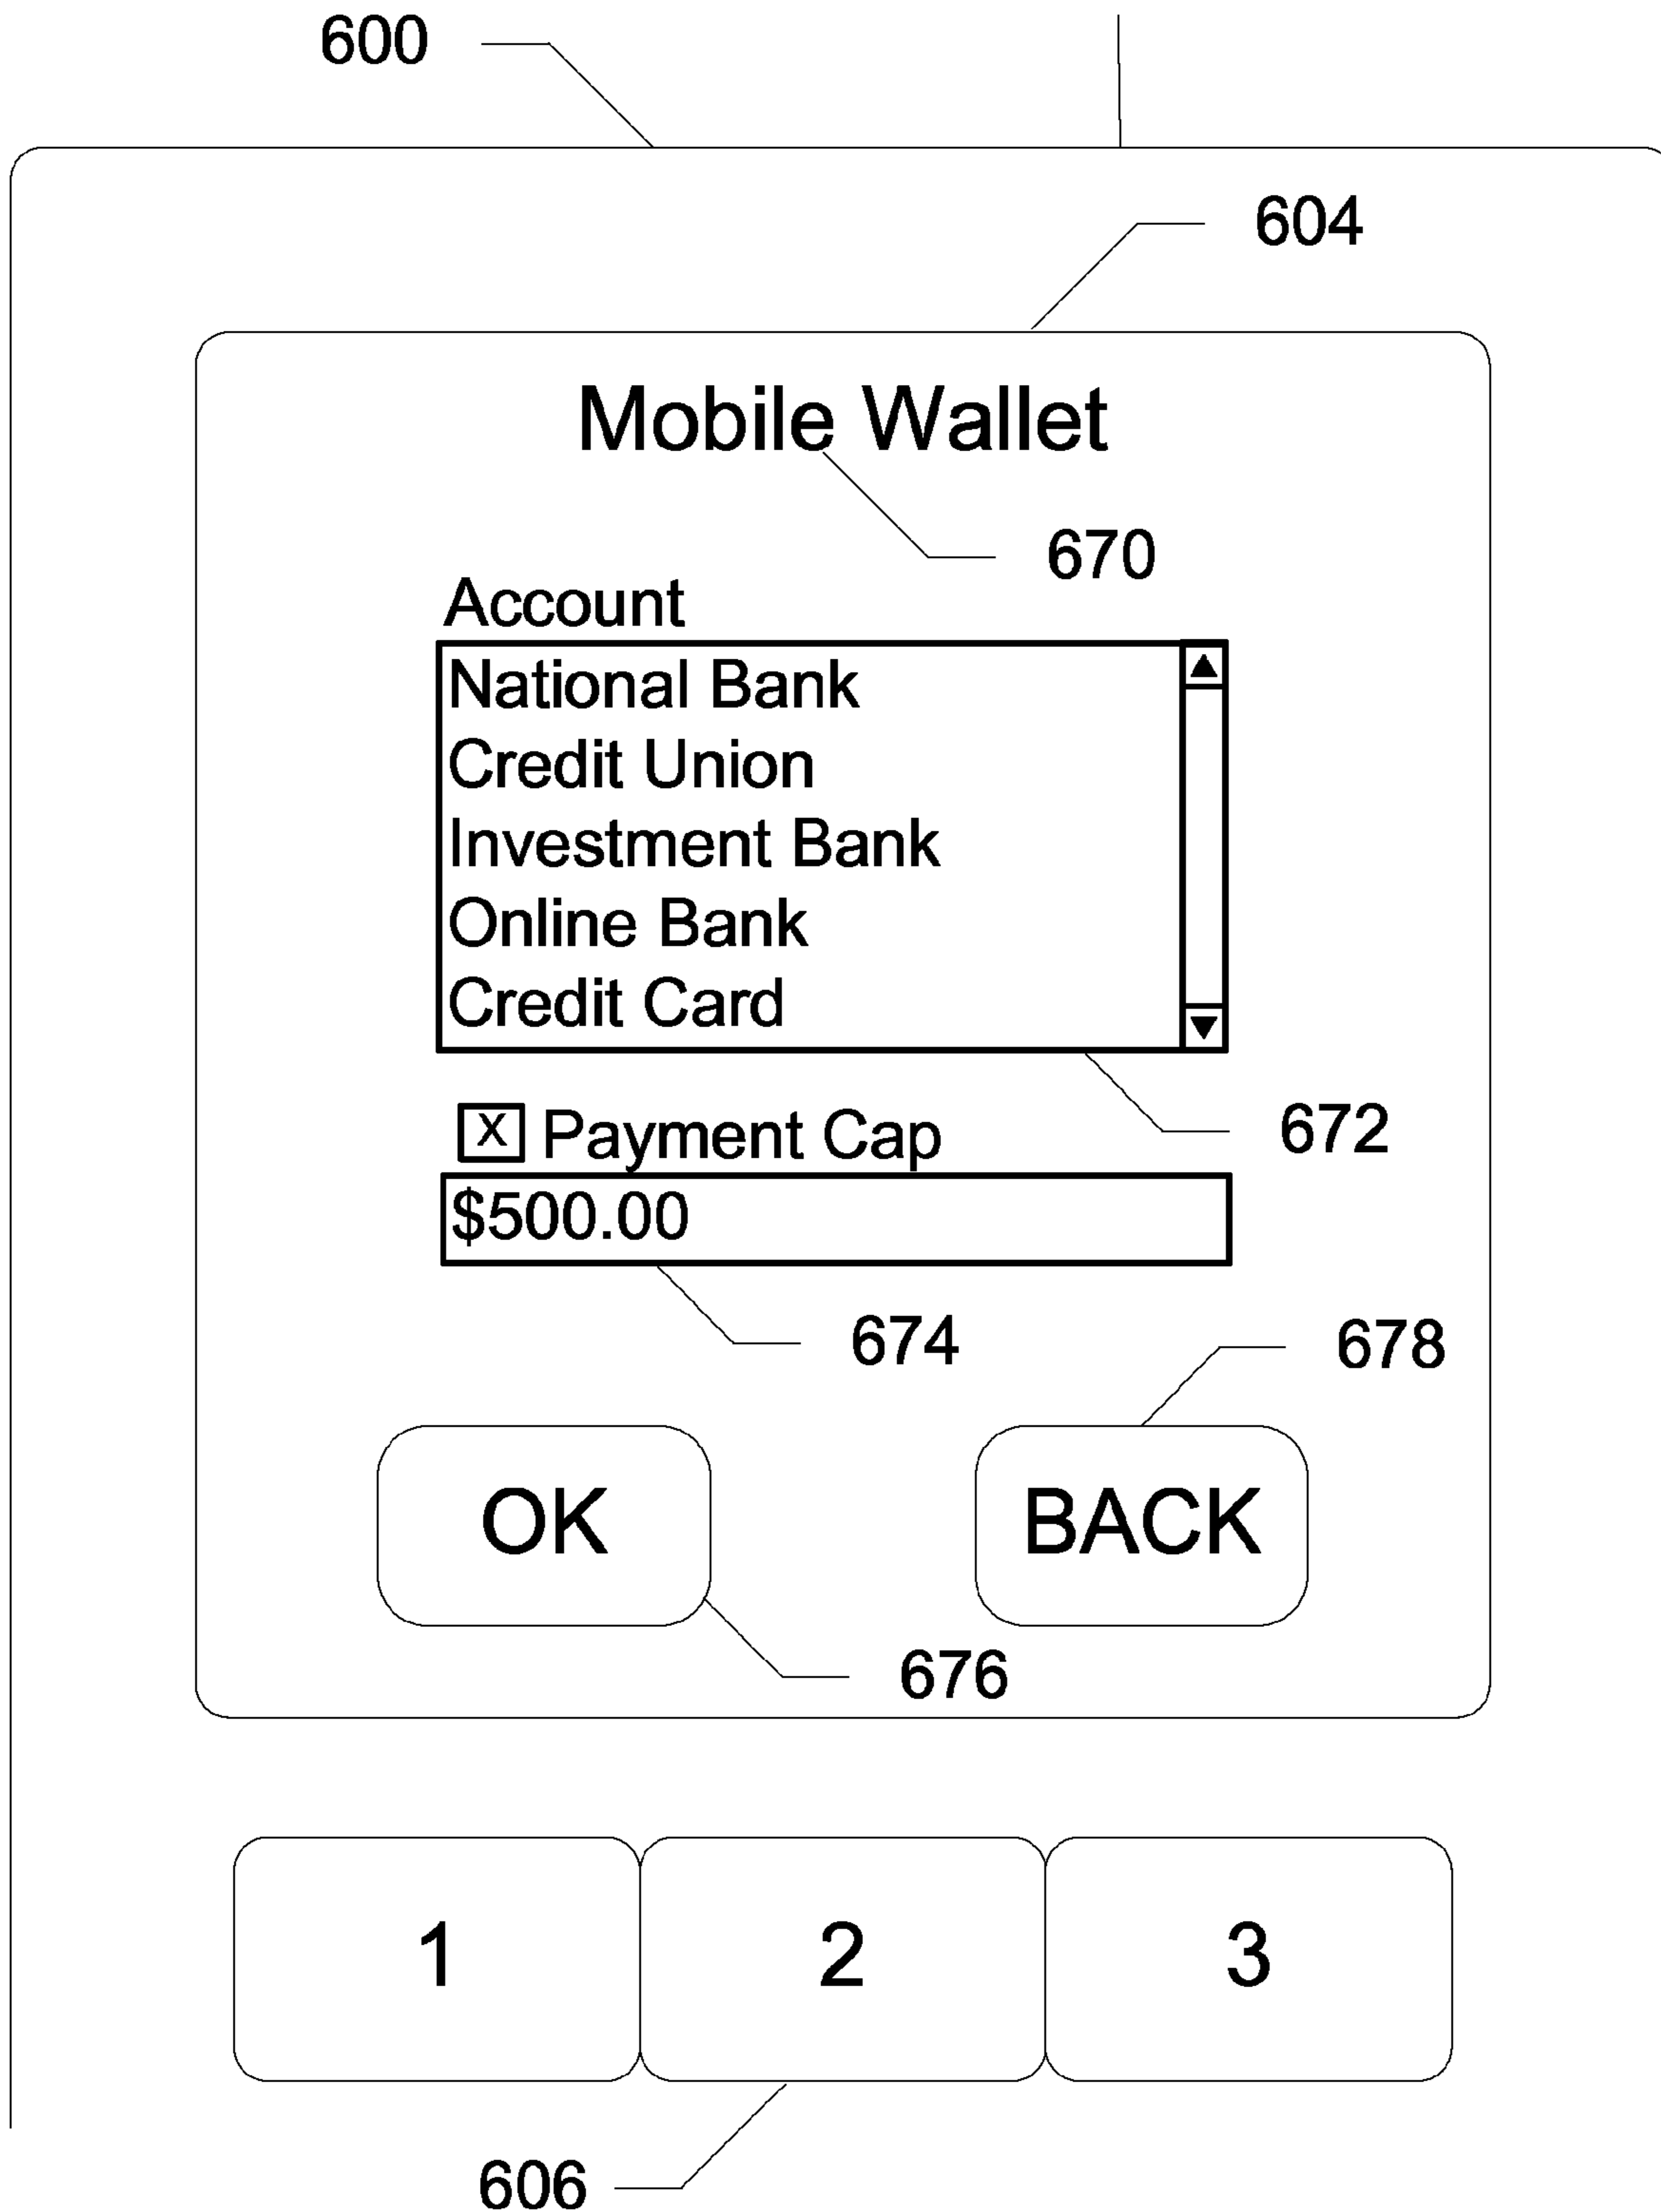 600
604
Mobile Wallet
670
Account
National Bank
Credit Union
Investment Bank
Online Bank
Credit Card
672
X Payment Cap
$500.00
674
678
OK
BACK
676
1 2 3
606